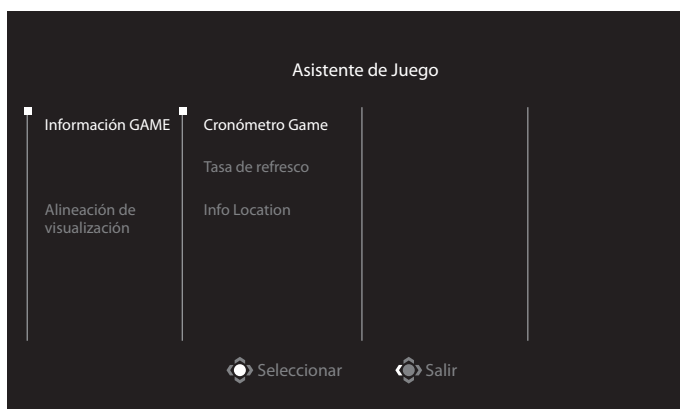 Asistente de Juego
Información GAME
Cronómetro Game
Tasa de refresco
Alineación de
visualización
Info Location
Seleccionar
Salir